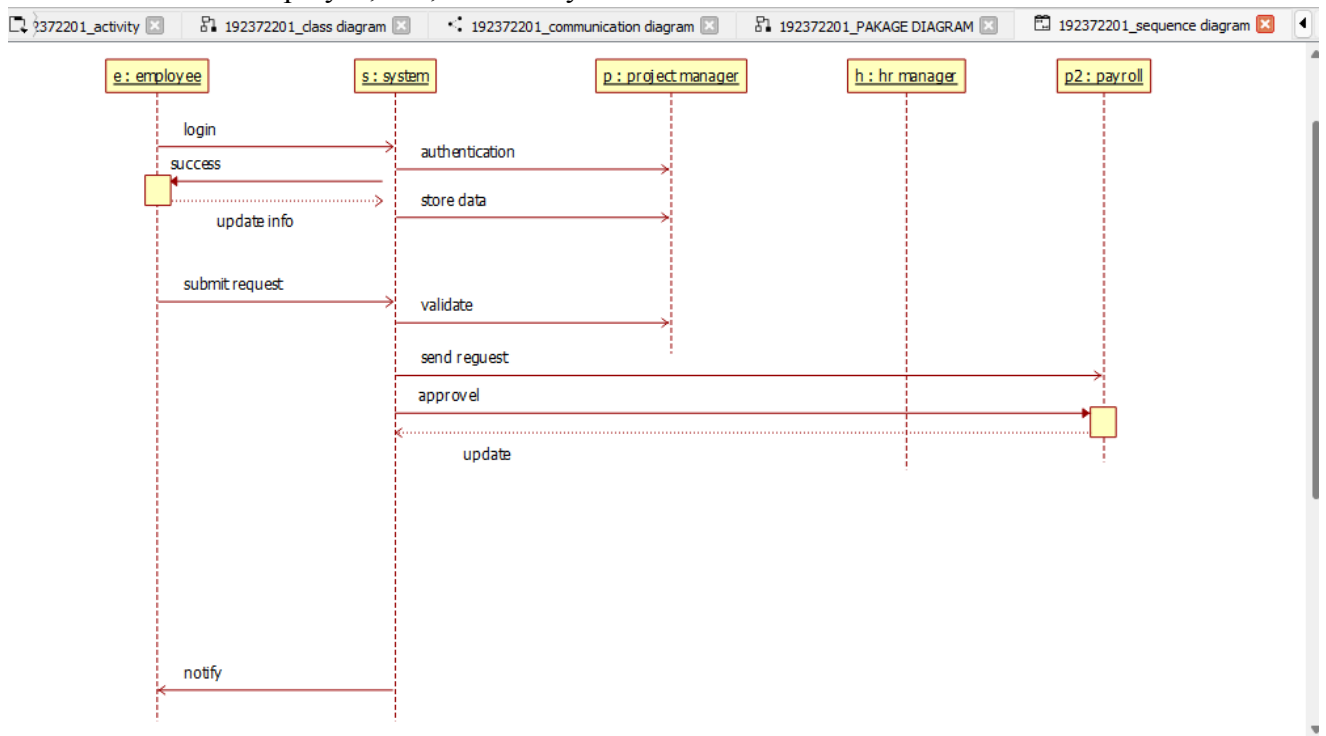 192372201_activity
192372201_class diagram
192372201_communication diagram
192372201_PAKAGE DIAGRAM
192372201_sequence diagram
e : employee
s : system
p : project manager
h : hr manager
p2 : payroll
login
authentication
success
store data
update info
submit request
validate
send reguest
approvel
update
notify